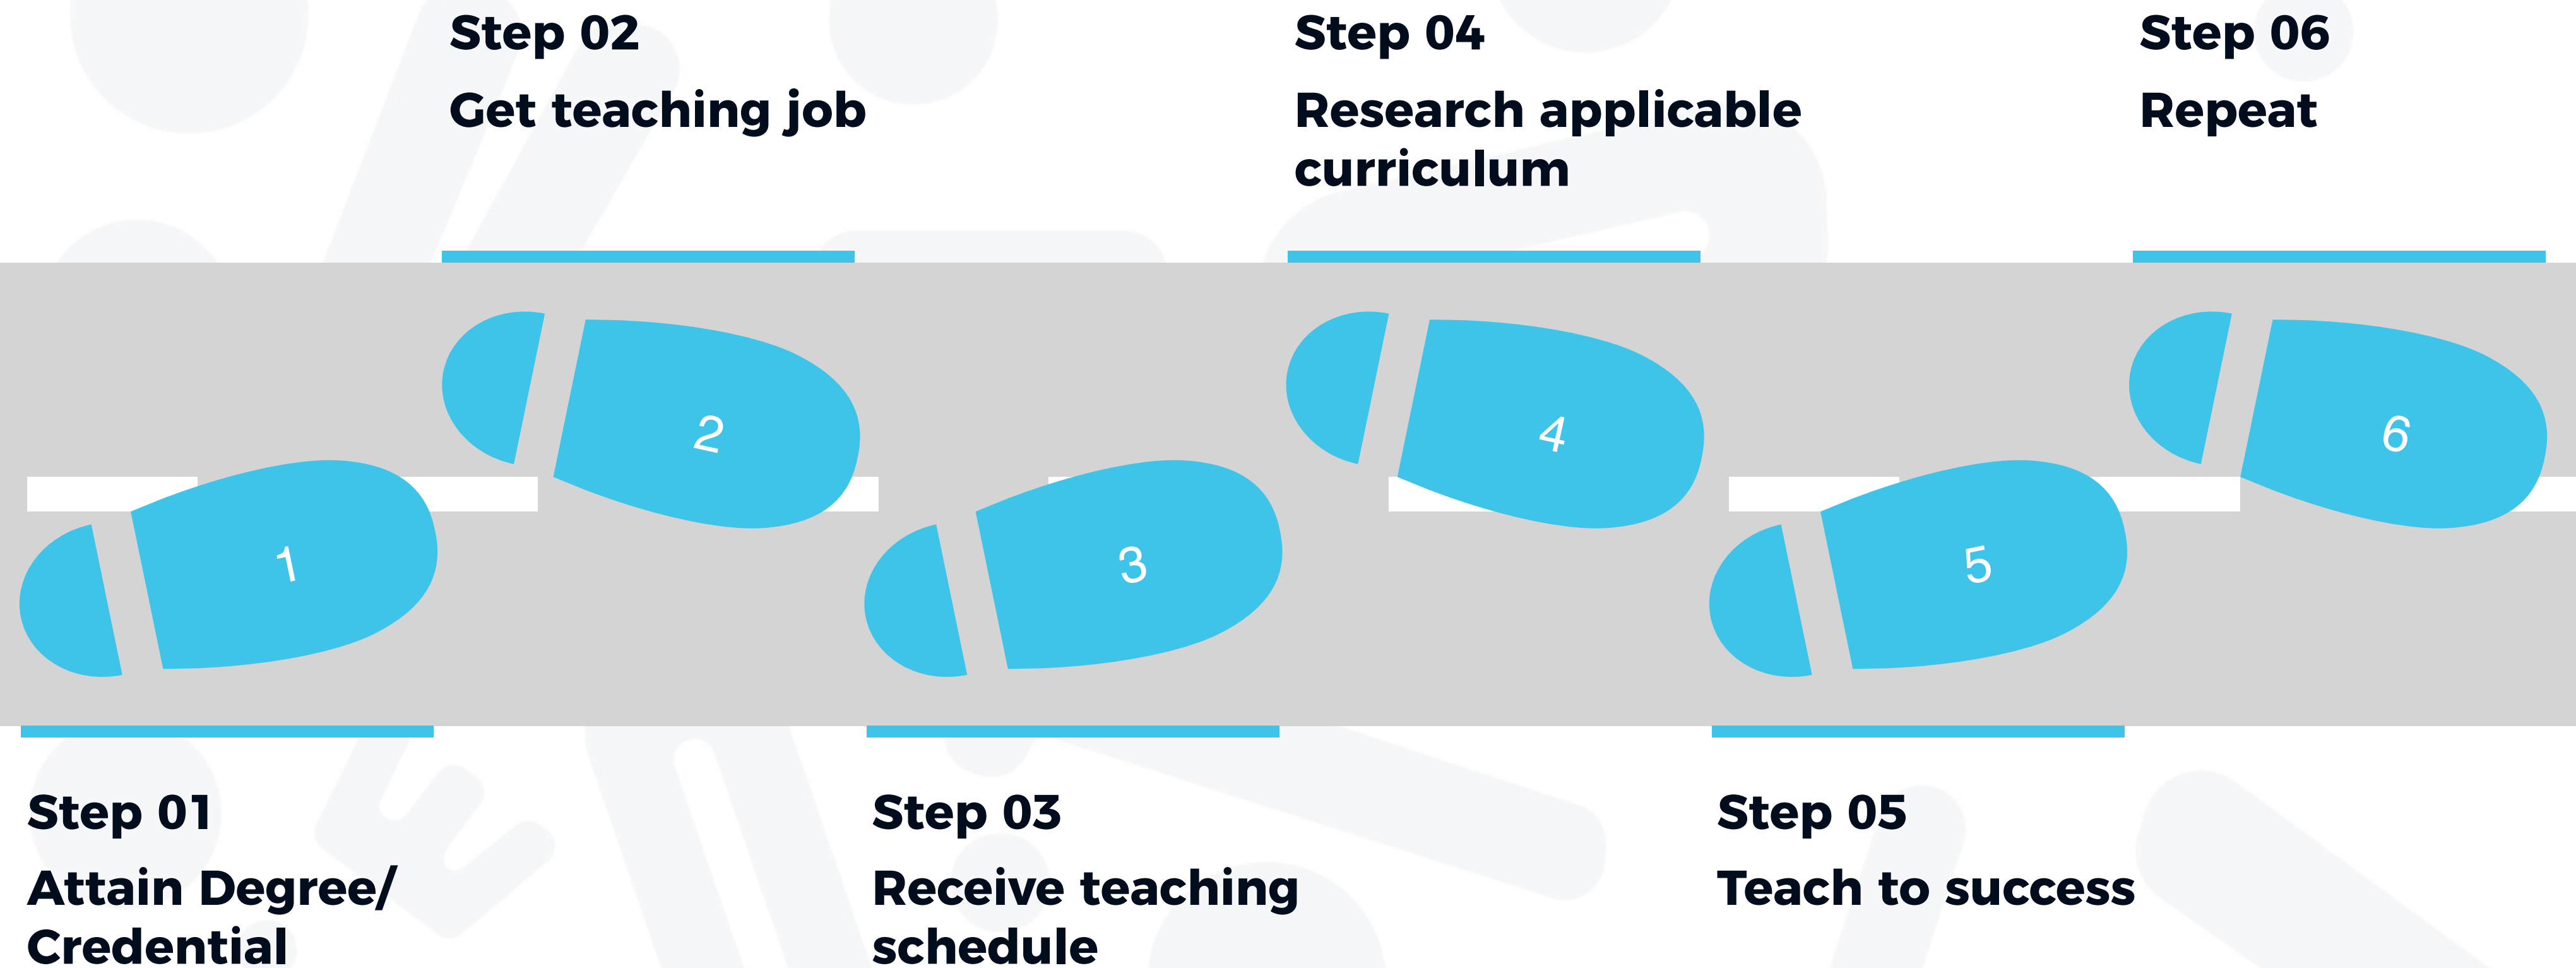 Step 02
Get teaching job
Step 04
Research applicable
curriculum
Step 06
Repeat
1
2
3
4
5
6
Step 01
Attain Degree/
Credential
Step 03
Receive teaching
schedule
Step 05
Teach to success